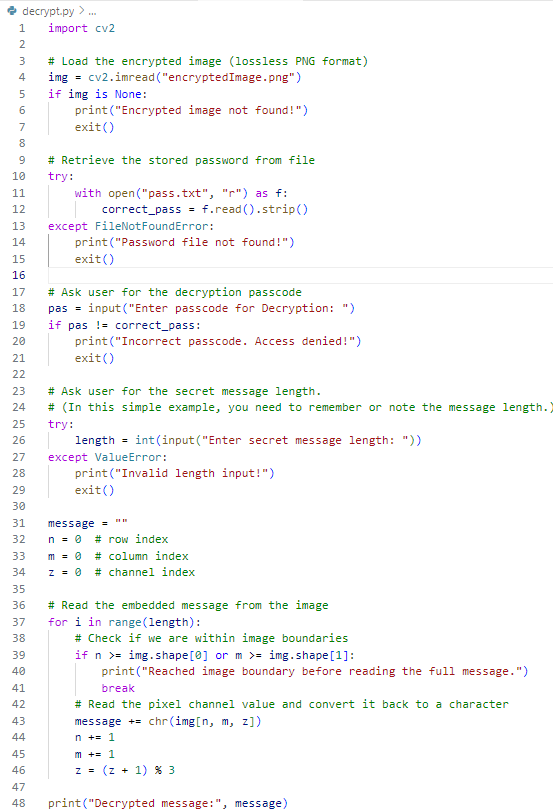 decrypt.py > ...
1 import cv2
2
3 # Load the encrypted image (lossless PNG format)
4 img = cv2.imread("encryptedImage.png")
5 if img is None:
6     print("Encrypted image not found!")
7     exit()
8
9 # Retrieve the stored password from file
10 try:
11     with open("pass.txt", "r") as f:
12         correct_pass = f.read().strip()
13 except FileNotFoundError:
14     print("Password file not found!")
15     exit()
16
17 # Ask user for the decryption passcode
18 pas = input("Enter passcode for Decryption: ")
19 if pas != correct_pass:
20     print("Incorrect passcode. Access denied!")
21     exit()
22
23 # Ask user for the secret message length.
24 # (In this simple example, you need to remember or note the message length.)
25 try:
26     length = int(input("Enter secret message length: "))
27 except ValueError:
28     print("Invalid length input!")
29     exit()
30
31 message = ""
32 n = 0  # row index
33 m = 0  # column index
34 z = 0  # channel index
35
36 # Read the embedded message from the image
37 for i in range(length):
38     # Check if we are within image boundaries
39     if n >= img.shape[0] or m >= img.shape[1]:
40         print("Reached image boundary before reading the full message.")
41         break
42     # Read the pixel channel value and convert it back to a character
43     message += chr(img[n, m, z])
44     n += 1
45     m += 1
46     z = (z + 1) % 3
47
48 print("Decrypted message:", message)